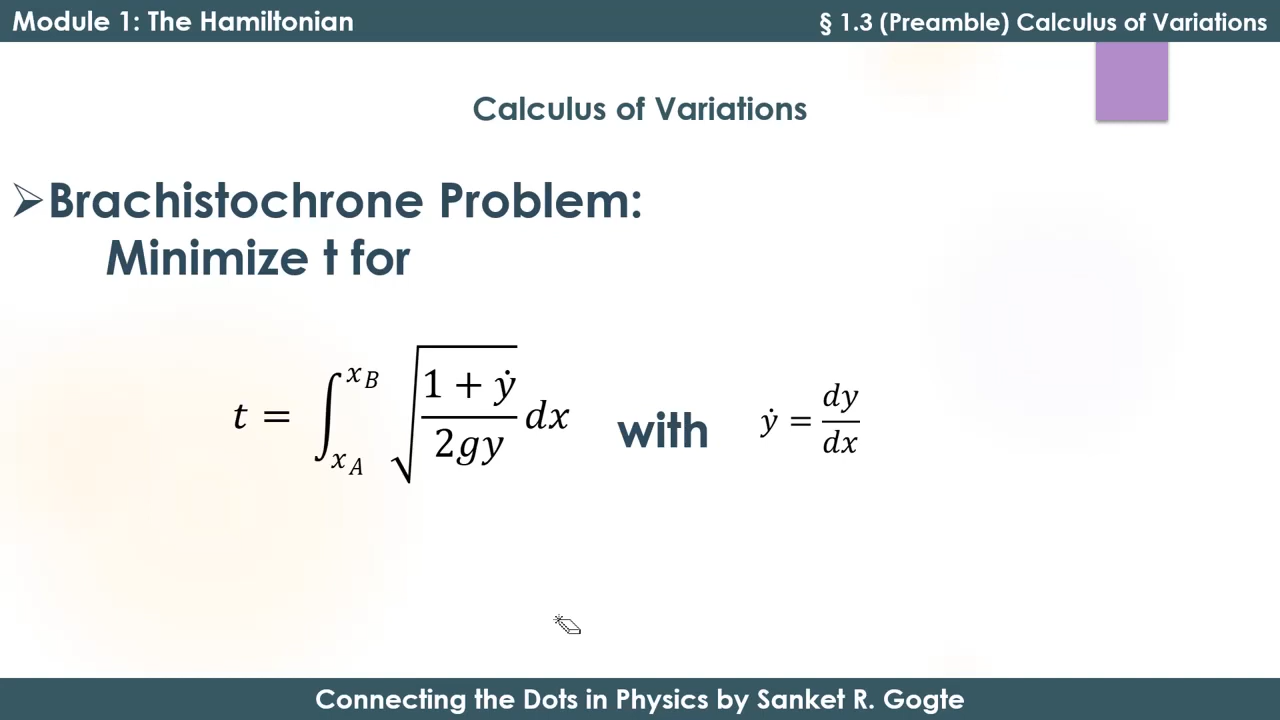 Module 1: The Hamiltonian
§ 1.3 (Preamble) Calculus of Variations
Calculus of Variations
➢Brachistochrone Problem:
Minimize t for
t = ∫_{x_A}^{x_B} √((1 + ẏ)/(2gy)) dx with ẏ = dy/dx
Connecting the Dots in Physics by Sanket R. Gogte